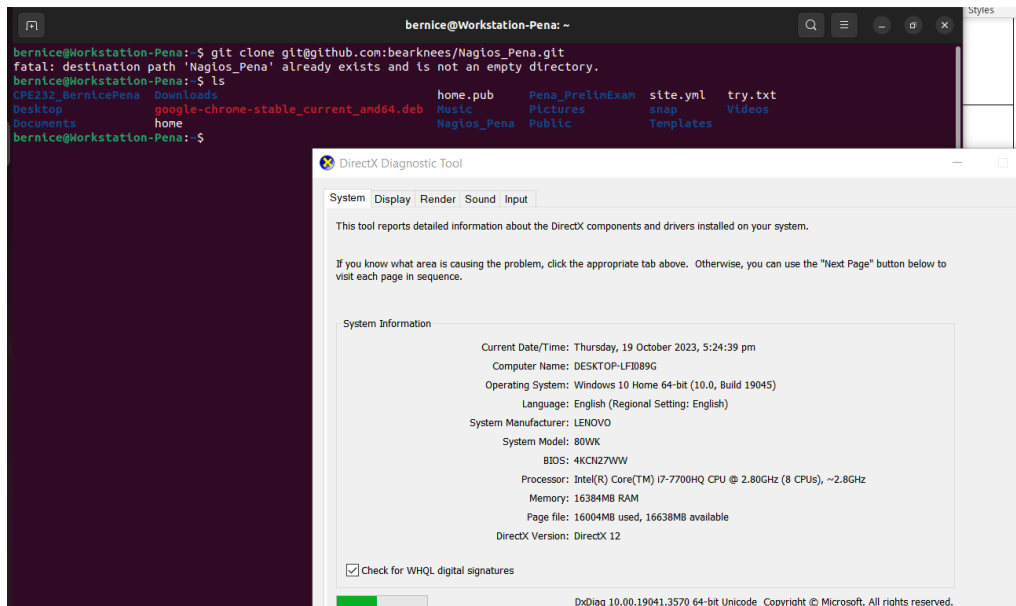 Styles
bernice@Workstation-Pena: ~
bernice@Workstation-Pena:~$ git clone git@github.com:bearknees/Nagios_Pena.git
fatal: destination path 'Nagios_Pena' already exists and is not an empty directory.
bernice@Workstation-Pena:~$ ls
CPE232_BernicePena Downloads home.pub Pena_PrelimExam site.yml try.txt
Desktop google-chrome-stable_current_amd64.deb Music Pictures snap Videos
Documents home Nagios_Pena Public Templates
bernice@Workstation-Pena:~$
DirectX Diagnostic Tool
System Display Render Sound Input
This tool reports detailed information about the DirectX components and drivers installed on your system.
If you know what area is causing the problem, click the appropriate tab above. Otherwise, you can use the "Next Page" button below to
visit each page in sequence.
System Information
Current Date/Time: Thursday, 19 October 2023, 5:24:39 pm
Computer Name: DESKTOP-LFI089G
Operating System: Windows 10 Home 64-bit (10.0, Build 19045)
Language: English (Regional Setting: English)
System Manufacturer: LENOVO
System Model: 80WK
BIOS: 4KCN27WW
Processor: Intel(R) Core(TM) i7-7700HQ CPU @ 2.80GHz (8 CPUs), ~2.8GHz
Memory: 16384MB RAM
Page file: 16004MB used, 16638MB available
DirectX Version: DirectX 12
Check for WHQL digital signatures
DxDiag 10.00.19041.3570 64-bit Unicode Copyright © Microsoft. All rights reserved.